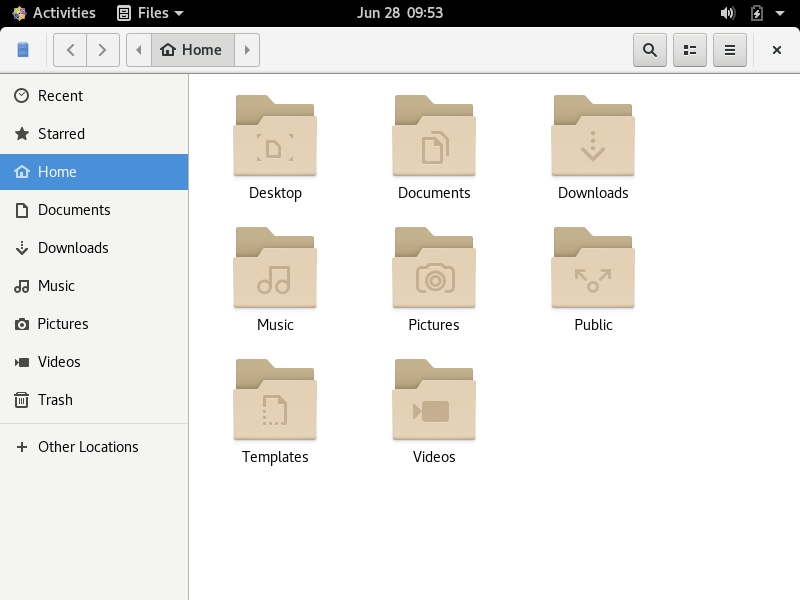 Activities Files Jun 28 09:53
Home
Recent
Starred
Home
Documents
Downloads
Music
Pictures
Videos
Trash
Other Locations
Desktop Documents Downloads
Music Pictures Public
Templates Videos